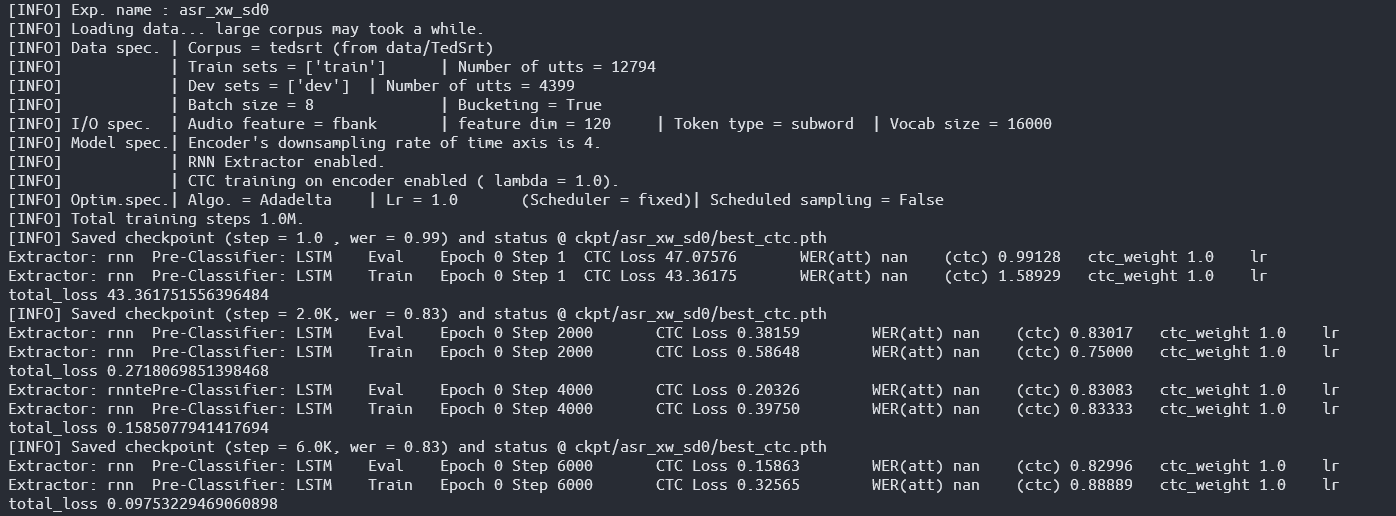 [INFO] Exp. name : asr_xw_sd0
[INFO] Loading data... large corpus may took a while.
[INFO] Data spec. | Corpus = tedsrt (from data/TedSrt)
[INFO]            | Train sets = ['train']      | Number of utts = 12794
[INFO]            | Dev sets = ['dev']  | Number of utts = 4399
[INFO]            | Batch size = 8              | Bucketing = True
[INFO] I/O spec.  | Audio feature = fbank       | feature dim = 120     | Token type = subword  | Vocab size = 16000
[INFO] Model spec.| Encoder's downsampling rate of time axis is 4.
[INFO]            | RNN Extractor enabled.
[INFO]            | CTC training on encoder enabled ( lambda = 1.0).
[INFO] Optim.spec.| Algo. = Adadelta    | Lr = 1.0       (Scheduler = fixed)| Scheduled sampling = False
[INFO] Total training steps 1.0M.
[INFO] Saved checkpoint (step = 1.0 , wer = 0.99) and status @ ckpt/asr_xw_sd0/best_ctc.pth
Extractor: rnn  Pre-Classifier: LSTM    Eval    Epoch 0 Step 1  CTC Loss 47.07576       WER(att) nan    (ctc) 0.99128   ctc_weight 1.0    lr
Extractor: rnn  Pre-Classifier: LSTM    Train   Epoch 0 Step 1  CTC Loss 43.36175       WER(att) nan    (ctc) 1.58929   ctc_weight 1.0    lr
total_loss 43.361751556396484
[INFO] Saved checkpoint (step = 2.0K, wer = 0.83) and status @ ckpt/asr_xw_sd0/best_ctc.pth
Extractor: rnn  Pre-Classifier: LSTM    Eval    Epoch 0 Step 2000       CTC Loss 0.38159        WER(att) nan    (ctc) 0.83017   ctc_weight 1.0    lr
Extractor: rnn  Pre-Classifier: LSTM    Train   Epoch 0 Step 2000       CTC Loss 0.58648        WER(att) nan    (ctc) 0.75000   ctc_weight 1.0    lr
total_loss 0.2718069851398468
Extractor: rnntePre-Classifier: LSTM    Eval    Epoch 0 Step 4000       CTC Loss 0.20326        WER(att) nan    (ctc) 0.83083   ctc_weight 1.0    lr
Extractor: rnn  Pre-Classifier: LSTM    Train   Epoch 0 Step 4000       CTC Loss 0.39750        WER(att) nan    (ctc) 0.83333   ctc_weight 1.0    lr
total_loss 0.1585077941417694
[INFO] Saved checkpoint (step = 6.0K, wer = 0.83) and status @ ckpt/asr_xw_sd0/best_ctc.pth
Extractor: rnn  Pre-Classifier: LSTM    Eval    Epoch 0 Step 6000       CTC Loss 0.15863        WER(att) nan    (ctc) 0.82996   ctc_weight 1.0    lr
Extractor: rnn  Pre-Classifier: LSTM    Train   Epoch 0 Step 6000       CTC Loss 0.32565        WER(att) nan    (ctc) 0.88889   ctc_weight 1.0    lr
total_loss 0.09753229469060898